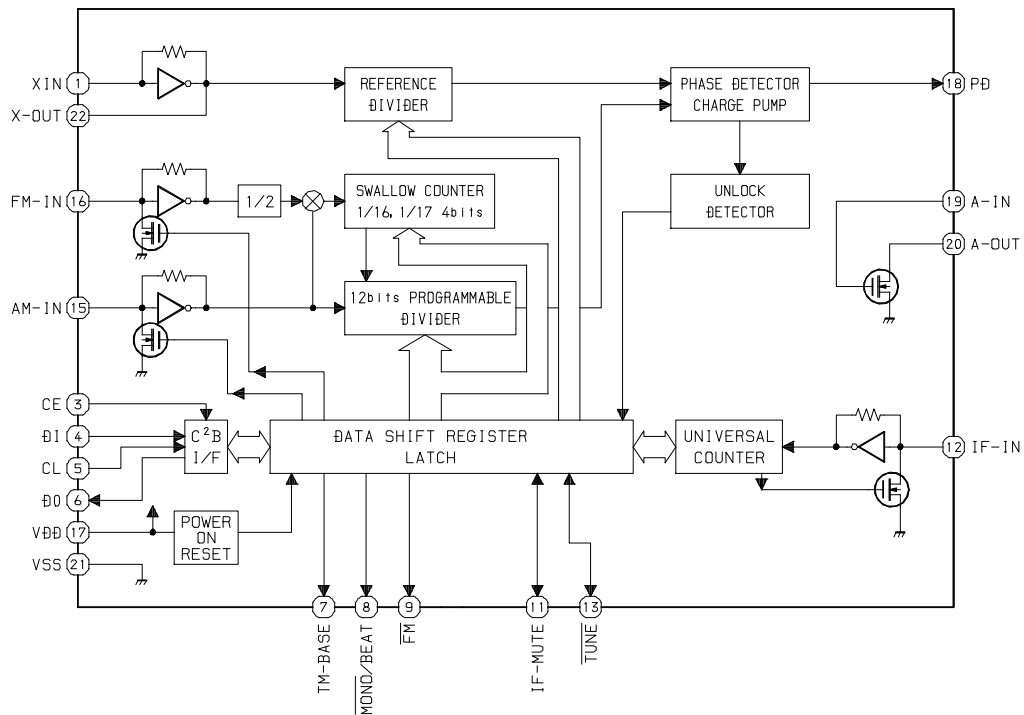 XIN 1
X-OUT 22
REFERENCE
DIVIDER
PHASE DETECTOR
CHARGE PUMP
18 PD
FM-IN 16
1/2
SWALLOW COUNTER
1/16, 1/17 4bits
UNLOCK
DETECTOR
19 A-IN
20 A-OUT
AM-IN 15
12bits PROGRAMMABLE
DIVIDER
CE 3
DI 4
CL 5
DO 6
VDD 17
VSS 21
C²B
I/F
DATA SHIFT REGISTER
LATCH
UNIVERSAL
COUNTER
12 IF-IN
POWER
ON
RESET
7
8
9
11
13
TM-BASE
MONO/BEAT
FM
IF-MUTE
TUNE